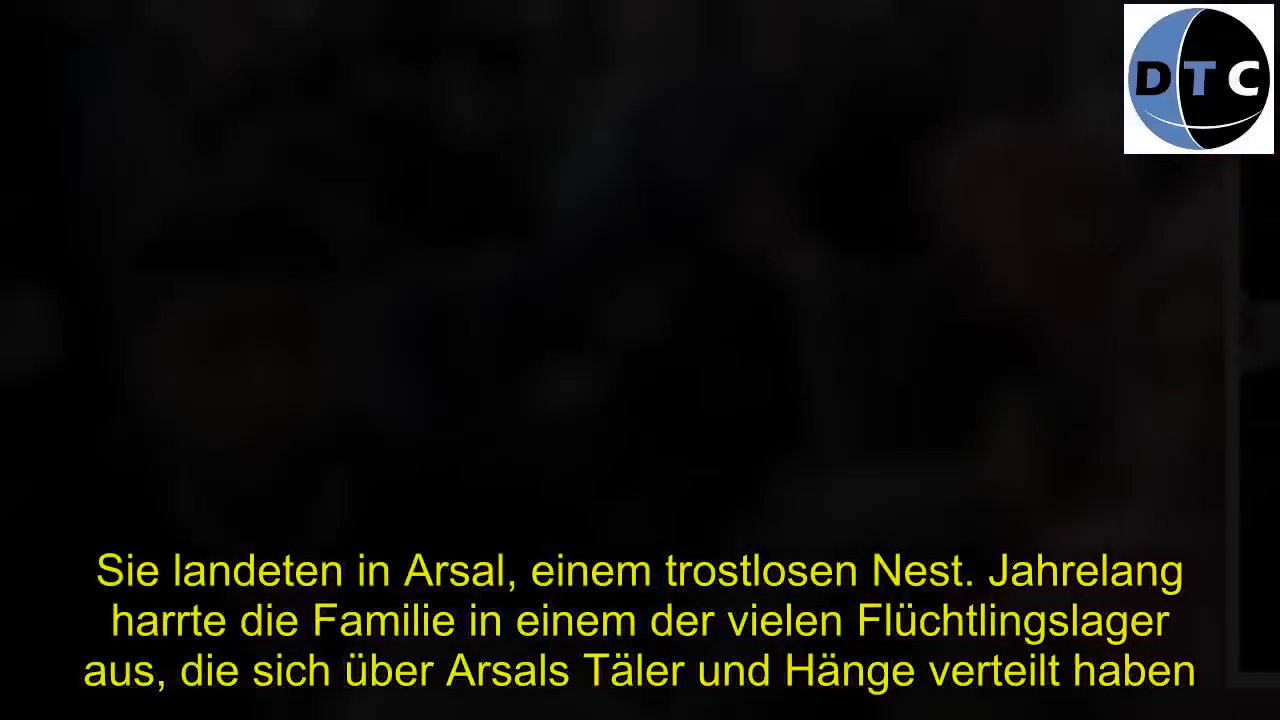 DTC
Sie landeten in Arsal, einem trostlosen Nest. Jahrelang
harrte die Familie in einem der vielen Flüchtlingslager
aus, die sich über Arsals Täler und Hänge verteilt haben